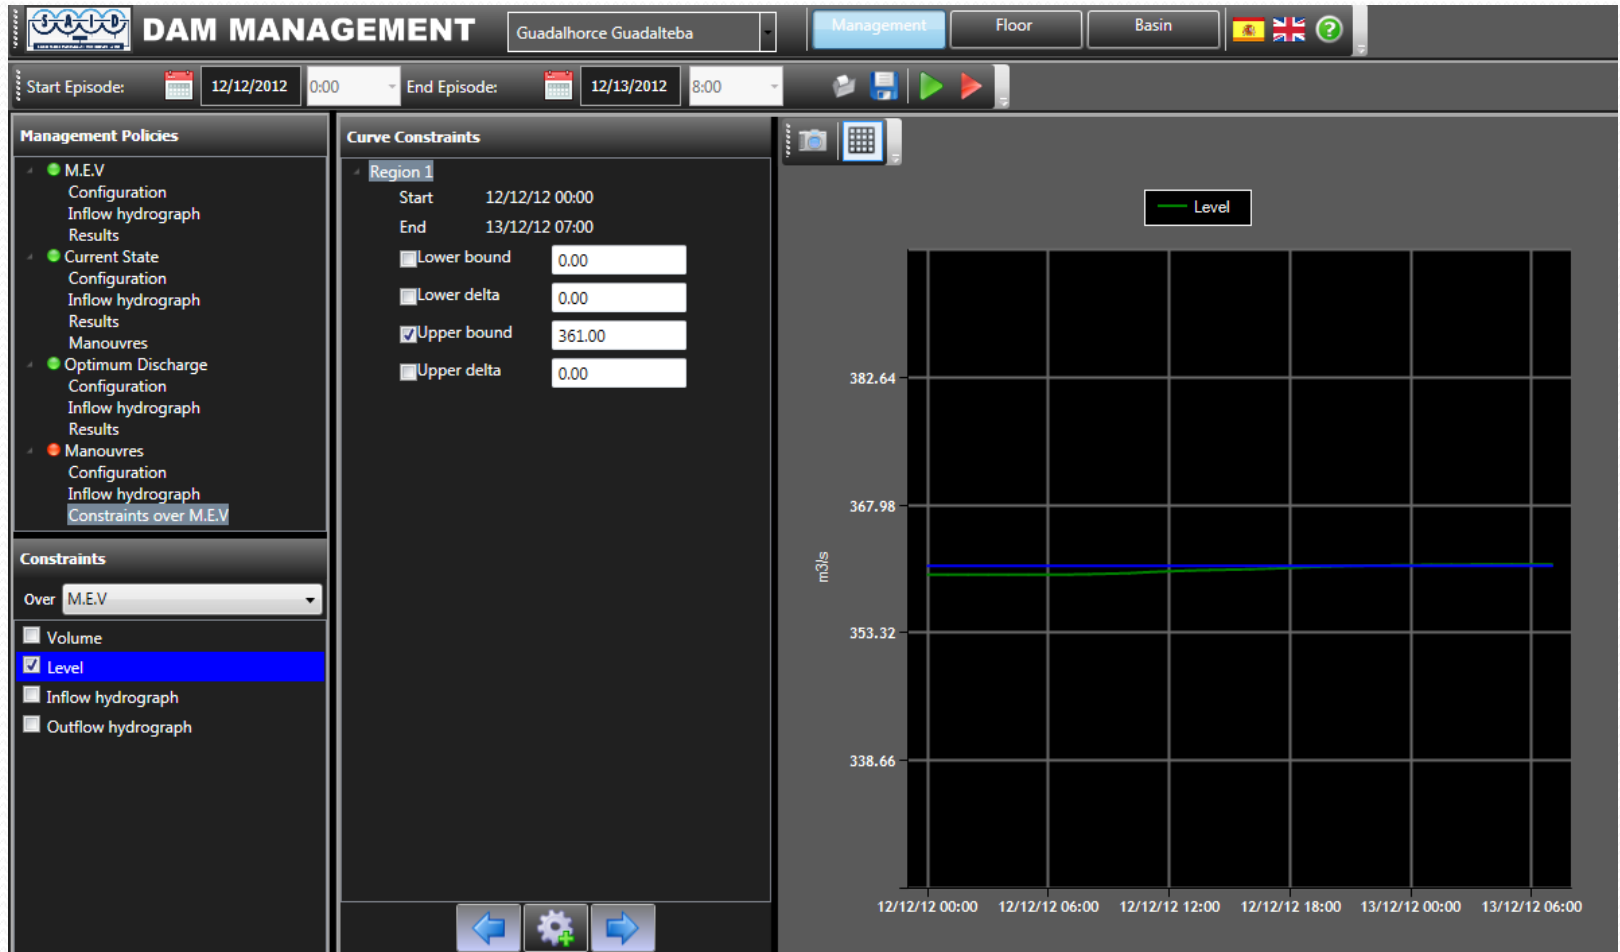 S-A-I-D
DAM MANAGEMENT
Guadalhorce Guadalteba
Management
Floor
Basin
Start Episode:
12/12/2012
0:00
End Episode:
12/13/2012
8:00
Management Policies
M.E.V
Configuration
Inflow hydrograph
Results
Current State
Configuration
Inflow hydrograph
Results
Manouvres
Optimum Discharge
Configuration
Inflow hydrograph
Results
Manouvres
Configuration
Inflow hydrograph
Constraints over M.E.V
Constraints
Over M.E.V
Volume
Level
Inflow hydrograph
Outflow hydrograph
Curve Constraints
Region 1
Start 12/12/12 00:00
End 13/12/12 07:00
Lower bound 0.00
Lower delta 0.00
Upper bound 361.00
Upper delta 0.00
Level
382.64
367.98
m3/s
353.32
338.66
12/12/12 00:00 12/12/12 06:00 12/12/12 12:00 12/12/12 18:00 13/12/12 00:00 13/12/12 06:00